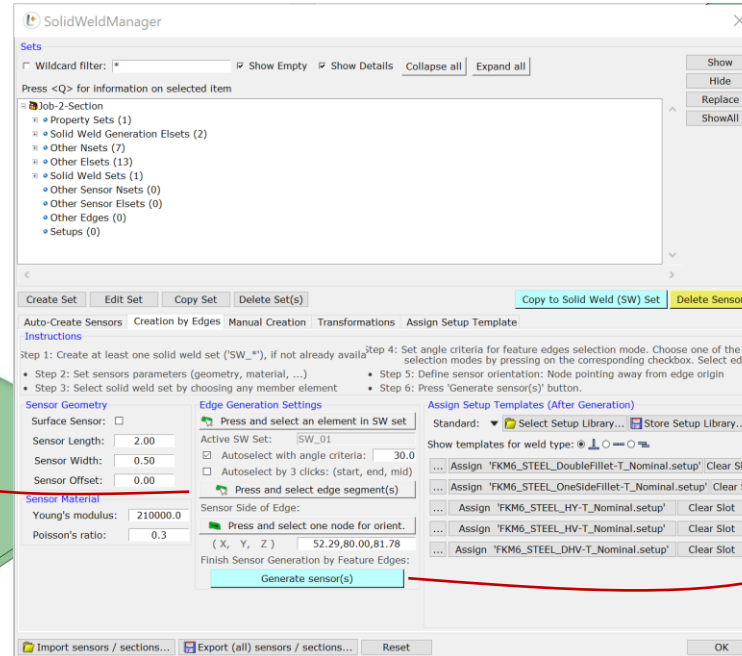 SolidWeldManager
Sets
Wildcard filter: * Show Empty Show Details Collapse all Expand all
Show
Press <Q> for information on selected item
Hide
Replace
ShowAll
Job-2-Section
Property Sets (1)
Solid Weld Generation Elsets (2)
Other Nsets (7)
Other Elsets (13)
Solid Weld Sets (1)
Other Sensor Nsets (0)
Other Sensor Elsets (0)
Other Edges (0)
Setups (0)
Create Set Edit Set Copy Set Delete Set(s) Copy to Solid Weld (SW) Set Delete Sensor
Auto-Create Sensors Creation by Edges Manual Creation Transformations Assign Setup Template
Instructions
Step 1: Create at least one solid weld set ('SW_*'), if not already availa
• Step 2: Set sensors parameters (geometry, material, ...)
• Step 3: Select solid weld set by choosing any member element
Step 4: Set angle criteria for feature edges selection mode. Choose one of the
selection modes by pressing on the corresponding checkbox. Select ed
• Step 5: Define sensor orientation: Node pointing away from edge origin
• Step 6: Press 'Generate sensor(s)' button.
Sensor Geometry
Surface Sensor:
Sensor Length: 2.00
Sensor Width: 0.50
Sensor Offset: 0.00
Sensor Material
Young's modulus: 210000.0
Poisson's ratio: 0.3
Edge Generation Settings
Press and select an element in SW set
Active SW Set: SW_01
Autoselect with angle criteria: 30.0
Autoselect by 3 clicks: (start, end, mid)
Press and select edge segment(s)
Sensor Side of Edge:
Press and select one node for orient.
( X, Y, Z ) 52.29,80.00,81.78
Finish Sensor Generation by Feature Edges:
Generate sensor(s)
Assign Setup Templates (After Generation)
Standard: Select Setup Library... Store Setup Library...
Show templates for weld type:
... Assign 'FKM6_STEEL_DoubleFillet-T_Nominal.setup' Clear Sl
... Assign 'FKM6_STEEL_OneSideFillet-T_Nominal.setup' Clear
... Assign 'FKM6_STEEL_HY-T_Nominal.setup' Clear Slot
... Assign 'FKM6_STEEL_HV-T_Nominal.setup' Clear Slot
... Assign 'FKM6_STEEL_DHV-T_Nominal.setup' Clear Slot
Import sensors / sections... Export (all) sensors / sections... Reset OK